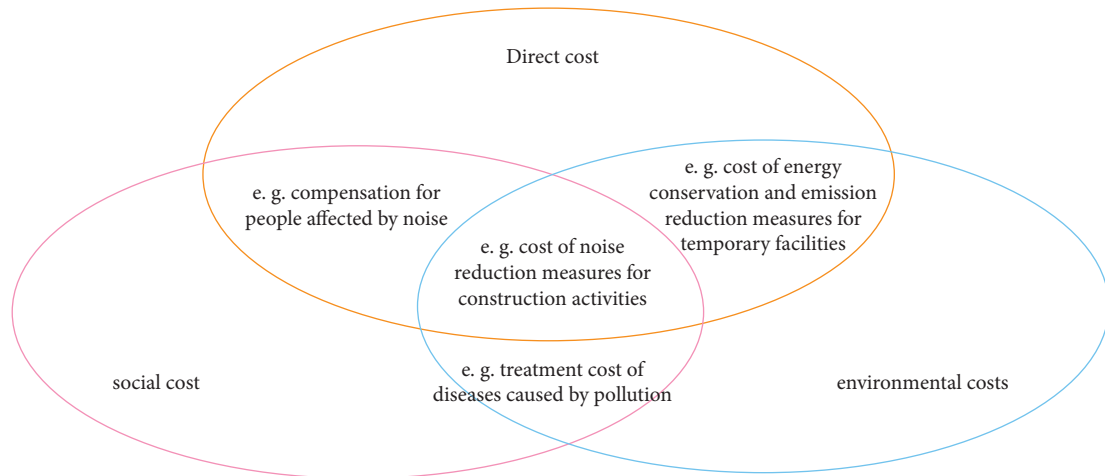 Direct cost
e. g. compensation for
people affected by noise
e. g. cost of energy
conservation and emission
reduction measures for
temporary facilities
e. g. cost of noise
reduction measures for
construction activities
social cost
e. g. treatment cost of
diseases caused by pollution
environmental costs